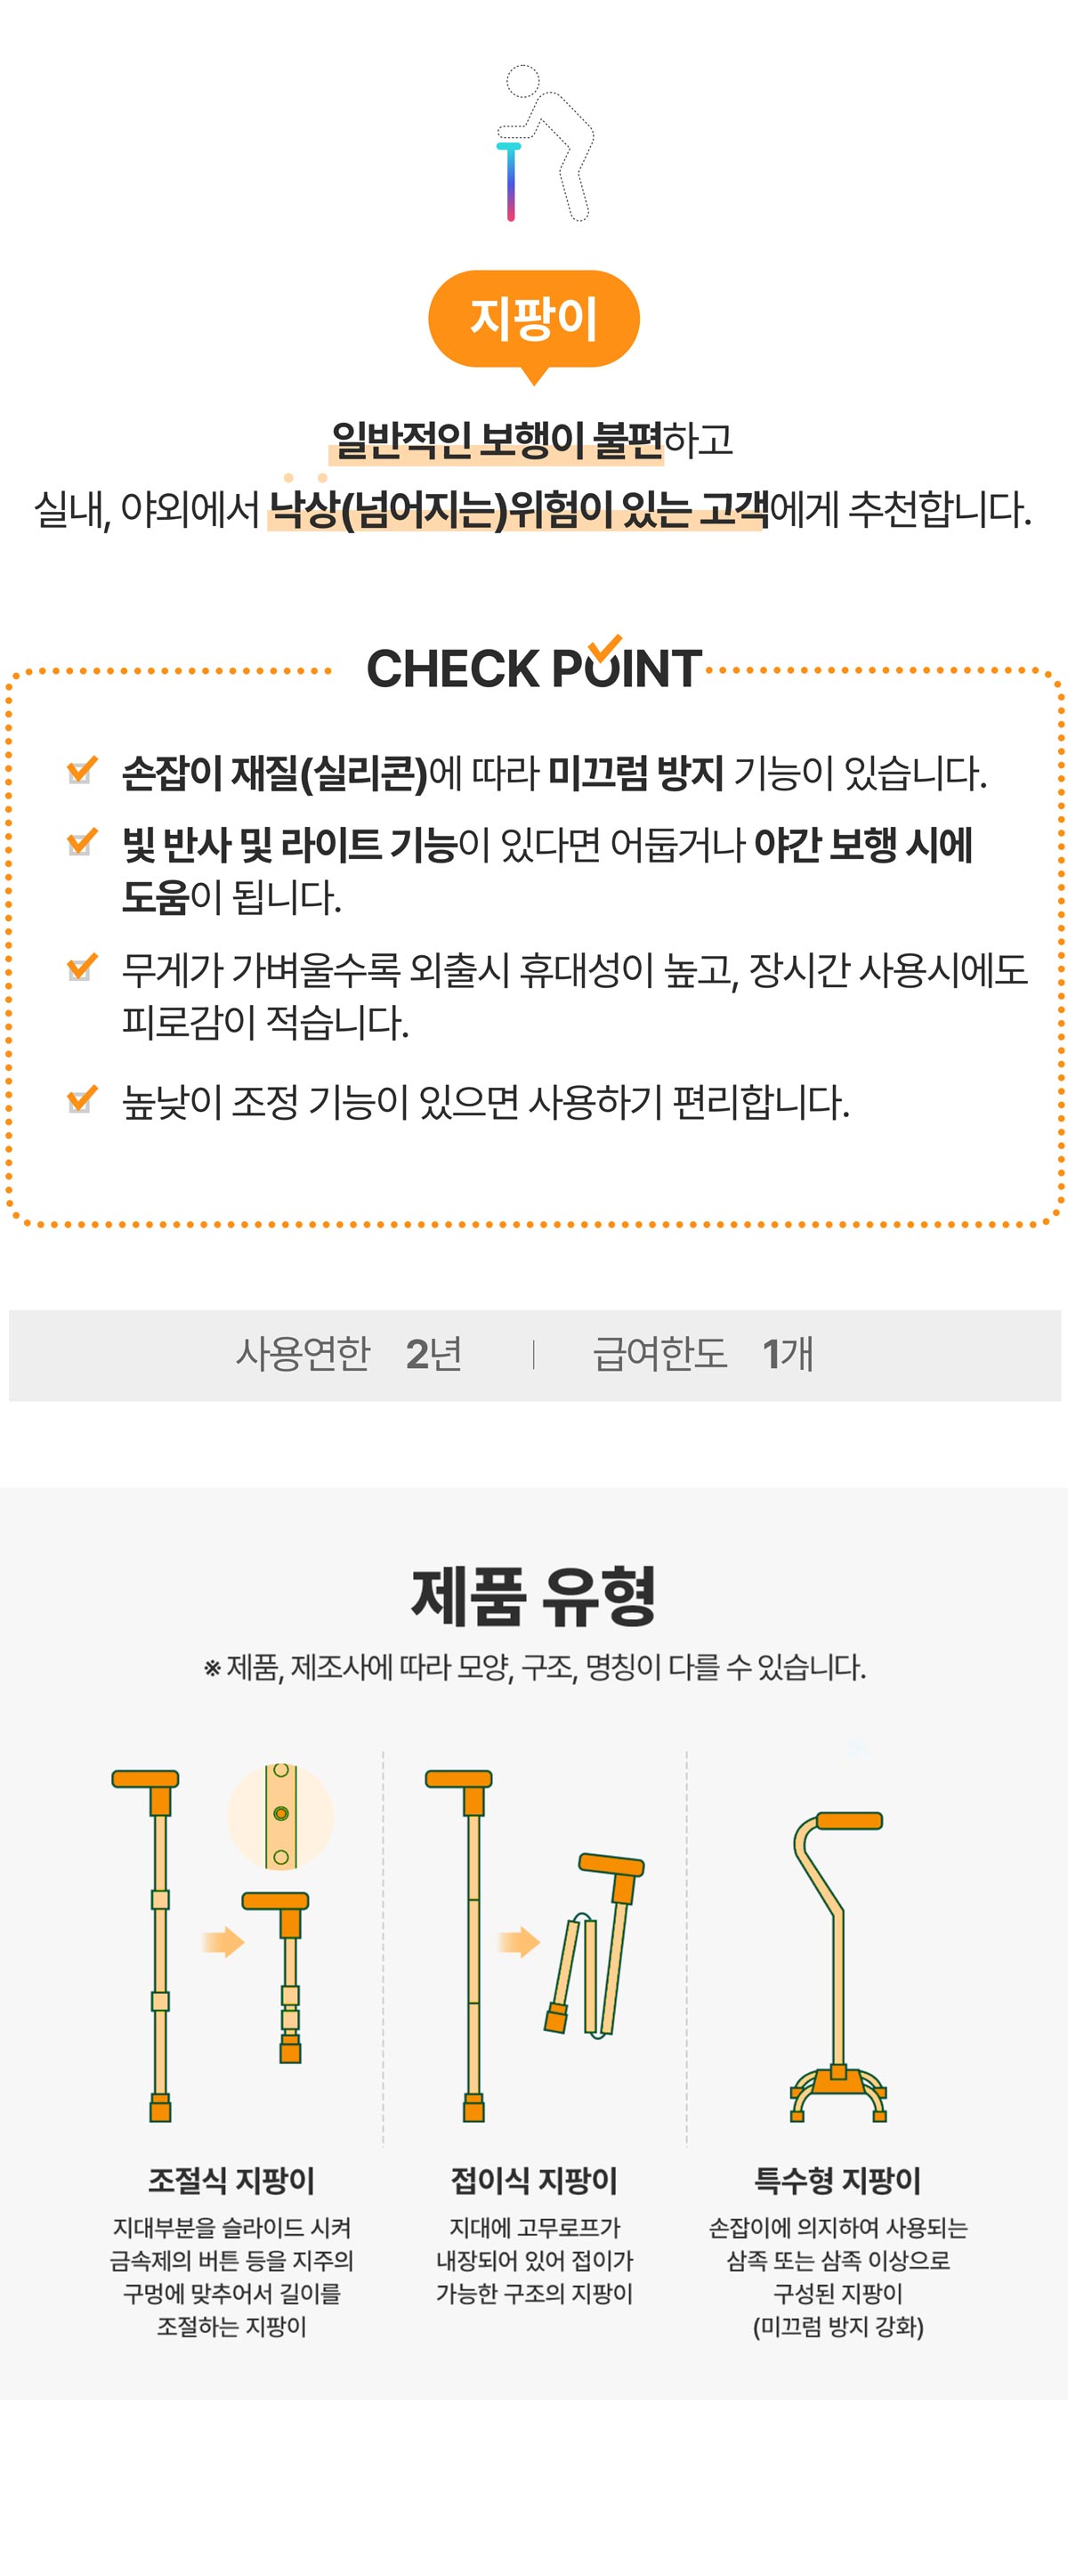 지팡이
일반적인 보행이 불편하고
실내, 야외에서 낙상(넘어지는)위험이 있는 고객에게 추천합니다.
CHECK POINT
손잡이 재질(실리콘)에 따라 미끄럼 방지 기능이 있습니다.
빛 반사 및 라이트 기능이 있다면 어둡거나 야간 보행 시에
도움이 됩니다.
무게가 가벼울수록 외출시 휴대성이 높고, 장시간 사용시에도
피로감이 적습니다.
높낮이 조정 기능이 있으면 사용하기 편리합니다.
사용연한 2년 | 급여한도 1개
제품 유형
※ 제품, 제조사에 따라 모양, 구조, 명칭이 다를 수 있습니다.
조절식 지팡이
지대부분을 슬라이드 시켜
금속제의 버튼 등을 지주의
구멍에 맞추어서 길이를
조절하는 지팡이
접이식 지팡이
지대에 고무로프가
내장되어 있어 접이가
가능한 구조의 지팡이
특수형 지팡이
손잡이에 의지하여 사용되는
삼족 또는 삼족 이상으로
구성된 지팡이
(미끄럼 방지 강화)